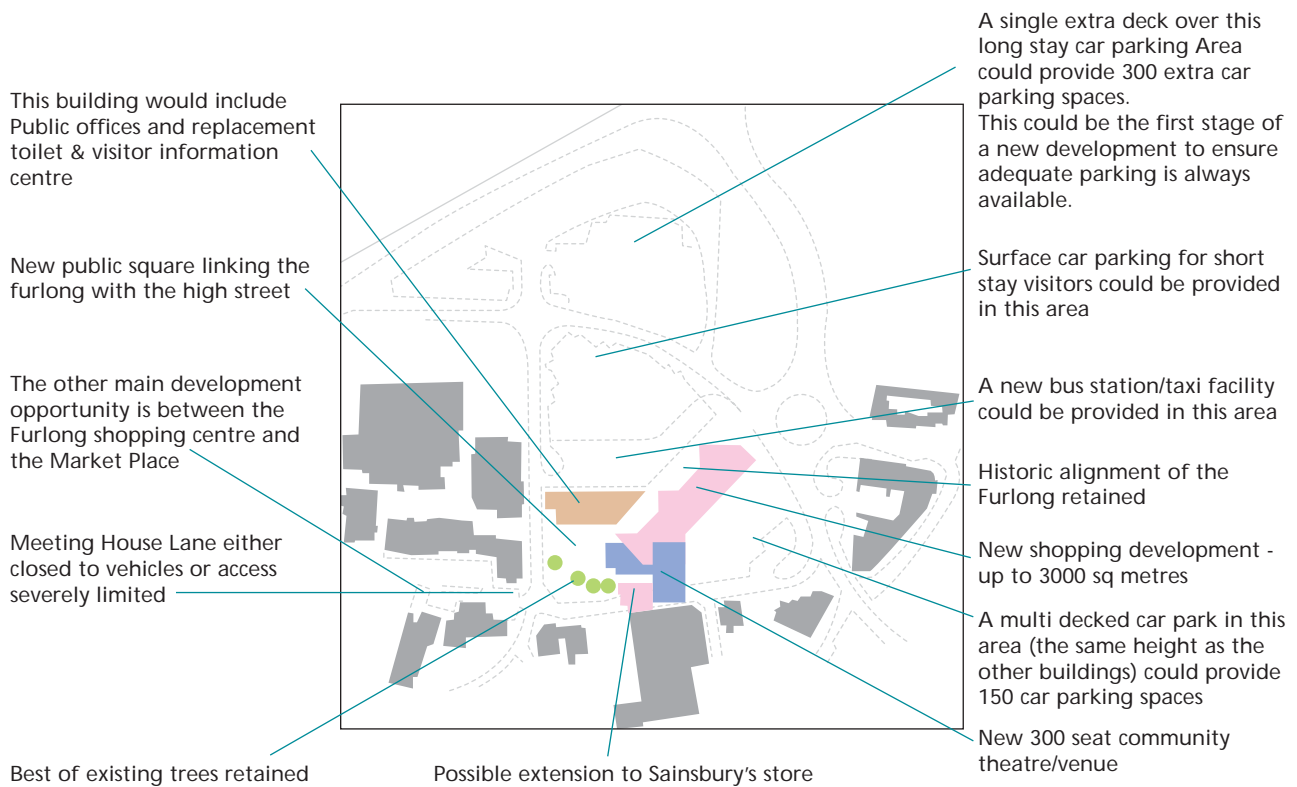 This building would include
Public offices and replacement
toilet & visitor information
centre
New public square linking the
furlong with the high street
The other main development
opportunity is between the
Furlong shopping centre and
the Market Place
Meeting House Lane either
closed to vehicles or access
severely limited
Best of existing trees retained
Possible extension to Sainsbury's store
A single extra deck over this
long stay car parking Area
could provide 300 extra car
parking spaces.
This could be the first stage of
a new development to ensure
adequate parking is always
available.
Surface car parking for short
stay visitors could be provided
in this area
A new bus station/taxi facility
could be provided in this area
Historic alignment of the
Furlong retained
New shopping development -
up to 3000 sq metres
A multi decked car park in this
area (the same height as the
other buildings) could provide
150 car parking spaces
New 300 seat community
theatre/venue